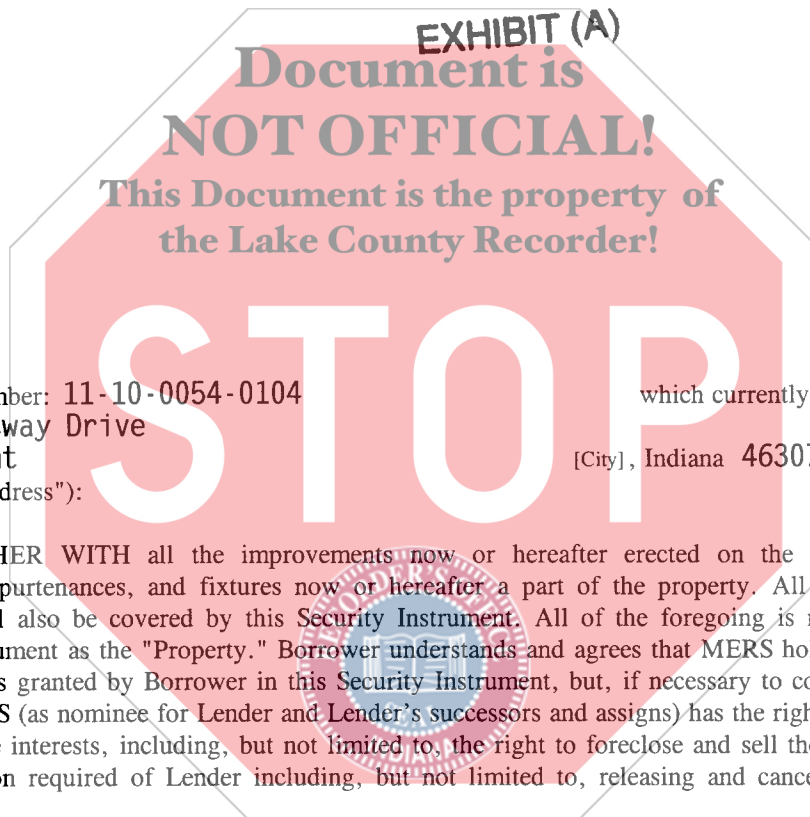 EXHIBIT (A)
Document is
NOT OFFICIAL!
This Document is the property of
the Lake County Recorder!
STOP
nber: 11-10-0054-0104 which currently
way Drive
[City], Indiana 46307
dress"):
HER WITH all the improvements now or hereafter erected on the
purtenances, and fixtures now or hereafter a part of the property. All
also be covered by this Security Instrument. All of the foregoing is
ument as the "Property." Borrower understands and agrees that MERS hol
s granted by Borrower in this Security Instrument, but, if necessary to co
S (as nominee for Lender and Lender's successors and assigns) has the righ
e interests, including, but not limited to, the right to foreclose and sell th
on required of Lender including, but not limited to, releasing and cance
INDIANA